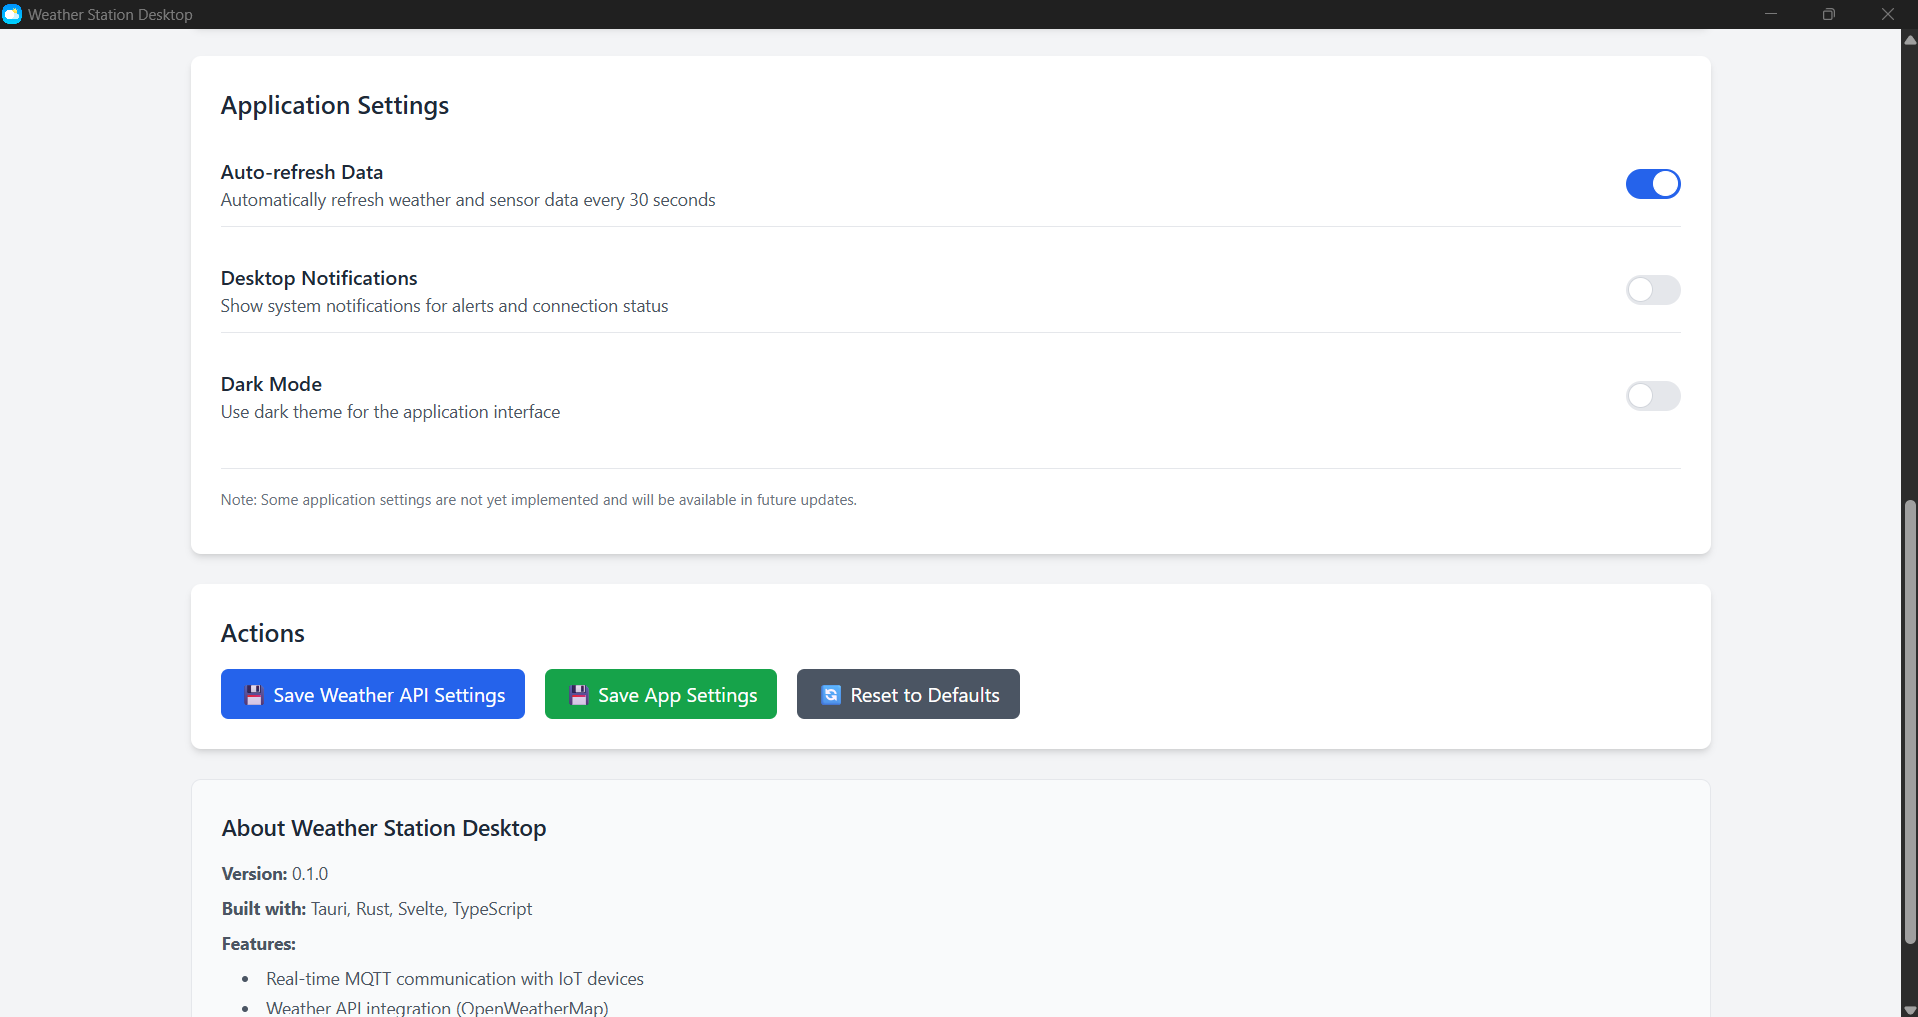 Weather Station Desktop
Application Settings
Auto-refresh Data
Automatically refresh weather and sensor data every 30 seconds
Desktop Notifications
Show system notifications for alerts and connection status
Dark Mode
Use dark theme for the application interface
Note: Some application settings are not yet implemented and will be available in future updates.
Actions
Save Weather API Settings
Save App Settings
Reset to Defaults
About Weather Station Desktop
Version: 0.1.0
Built with: Tauri, Rust, Svelte, TypeScript
Features:
• Real-time MQTT communication with IoT devices
• Weather API integration (OpenWeatherMap)